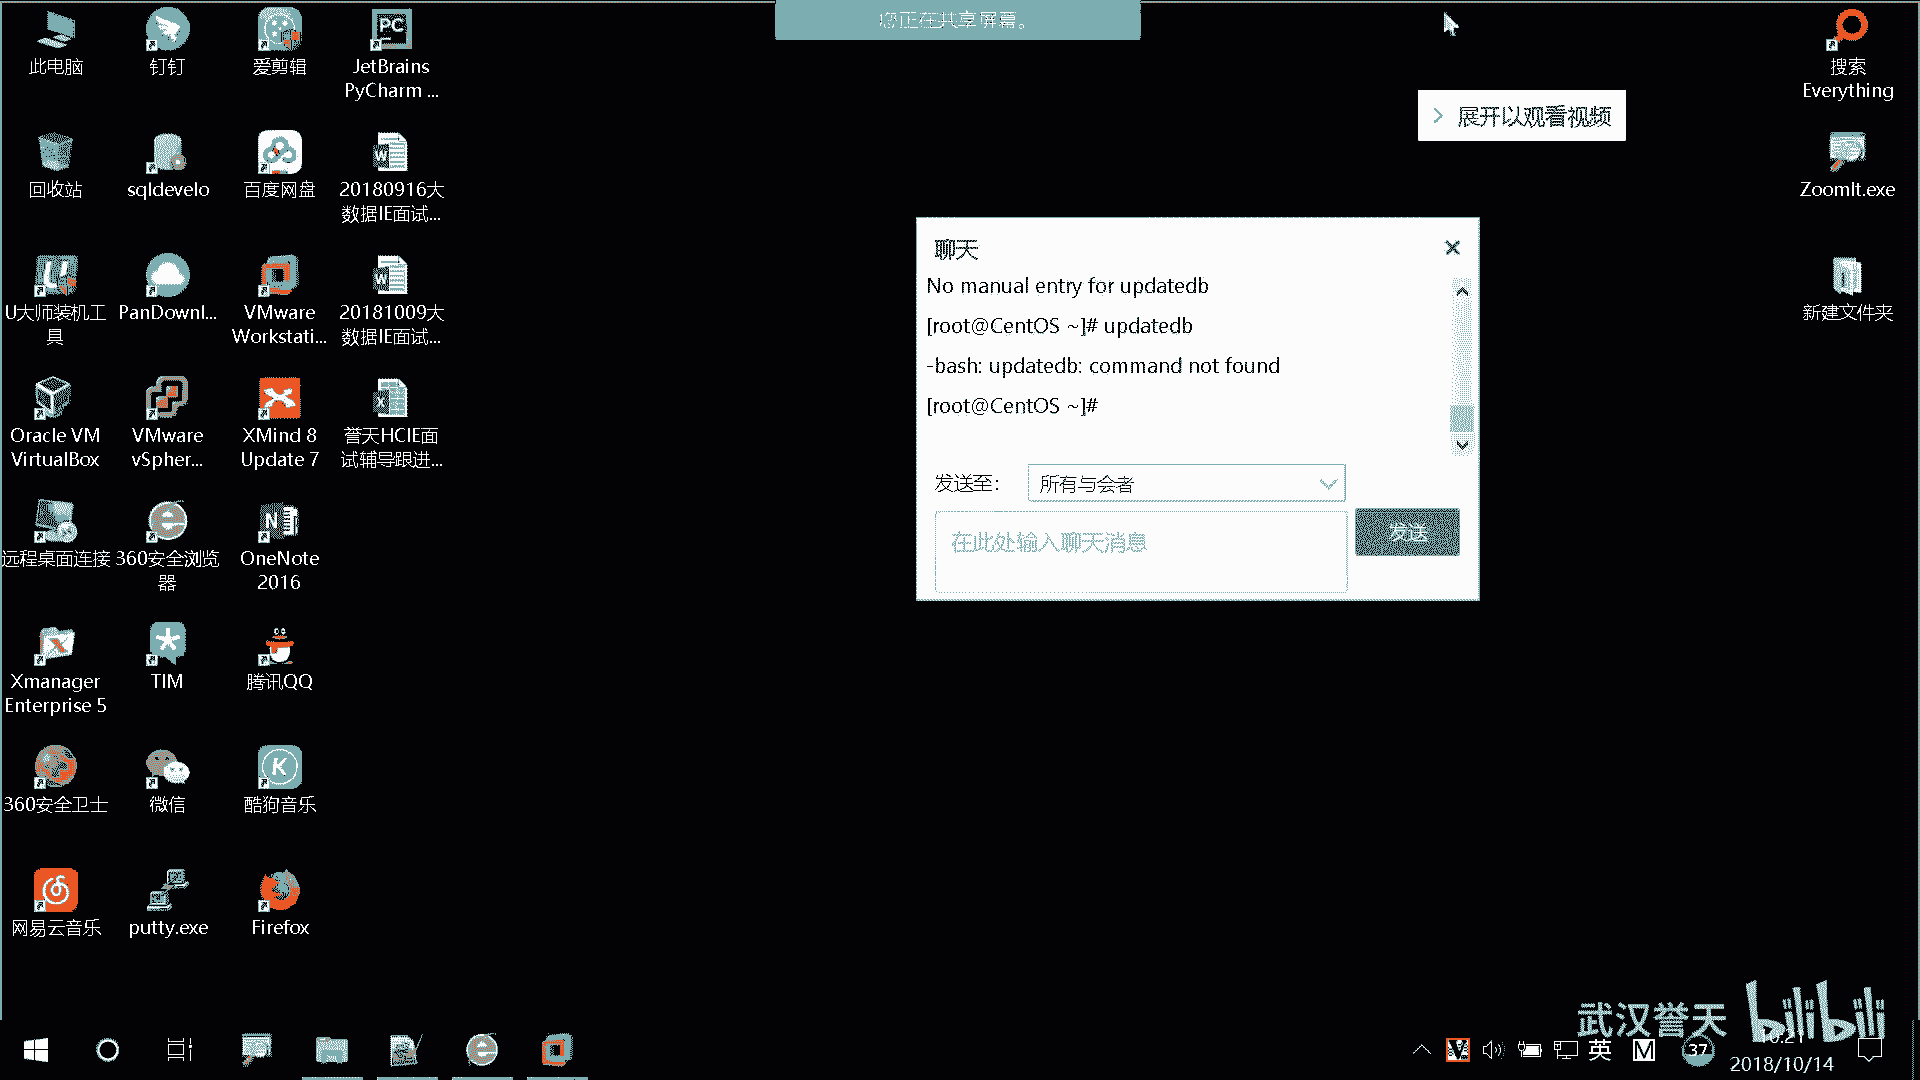 您正在共享屏幕。
此电脑
钉钉
爱剪辑
JetBrains
PyCharm ...
搜索
Everything
展开以观看视频
回收站
sqldevelo
百度网盘
20180916大
数据IE面试...
ZoomIt.exe
聊天
No manual entry for updatedb
[root@CentOS ~]# updatedb
-bash: updatedb: command not found
[root@CentOS ~]#
发送至：
所有与会者
在此处输入聊天消息
发送
U大师装机工
具
PanDownl...
VMware
Workstati...
20181009大
数据IE面试...
新建文件夹
Oracle VM
VirtualBox
VMware
vSpher...
XMind 8
Update 7
誉天HCIE面
试辅导跟进...
远程桌面连接
360安全浏览
器
OneNote
2016
Xmanager
Enterprise 5
TIM
腾讯QQ
360安全卫士
微信
酷狗音乐
网易云音乐
putty.exe
Firefox
武汉誉天
bilibili
英
M
37
16:21
2018/10/14